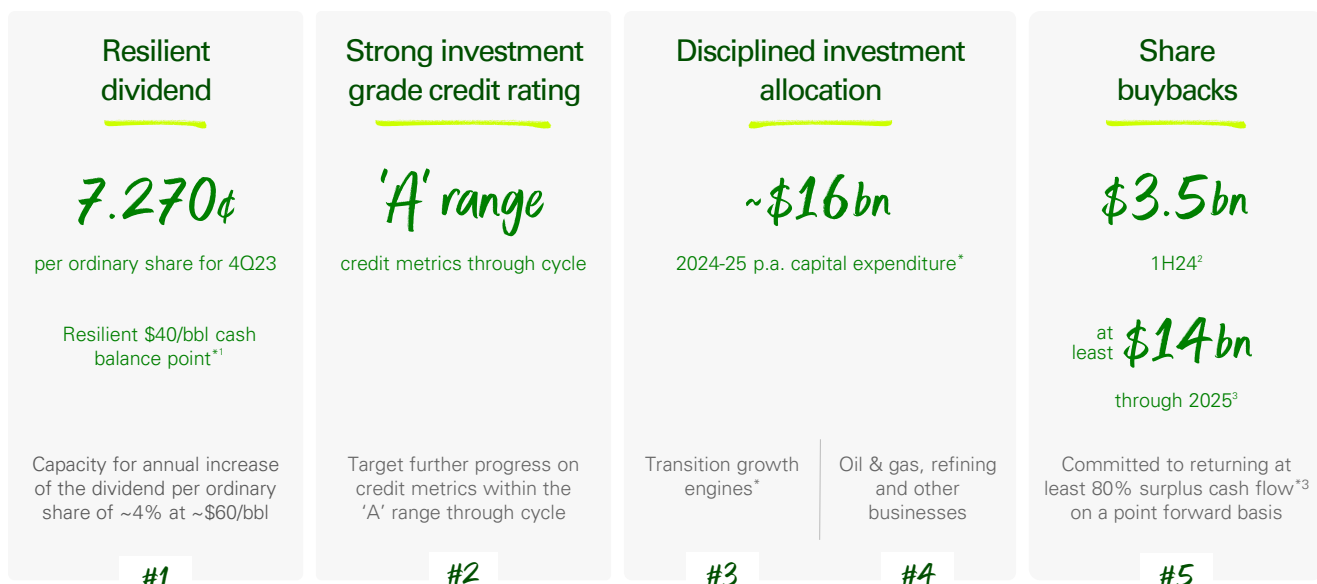 Resilient
dividend
7.270¢
per ordinary share for 4Q23
Resilient $40/bbl cash
balance point*1
Capacity for annual increase
of the dividend per ordinary
share of ~4% at ~$60/bbl
#1
Strong investment
grade credit rating
'A' range
credit metrics through cycle
Target further progress on
credit metrics within the
'A' range through cycle
#2
Disciplined investment
allocation
~$16bn
2024-25 p.a. capital expenditure*
Transition growth
engines*
#3
Oil & gas, refining
and other
businesses
#4
Share
buybacks
$3.5bn
1H24²
at
least $14bn
through 2025³
Committed to returning at
least 80% surplus cash flow*³
on a point forward basis
#5